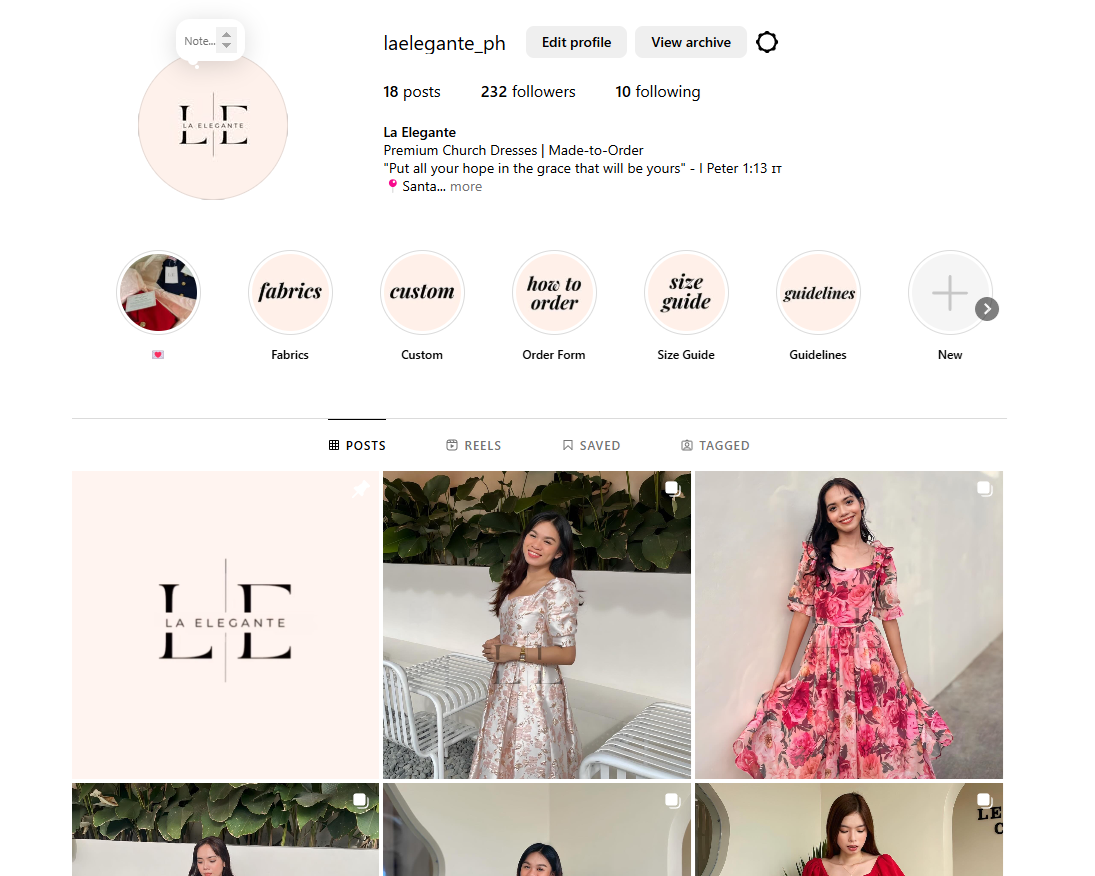 Note...
laelegante_ph
Edit profile
View archive
18 posts
232 followers
10 following
LE
LA ELEGANTE
La Elegante
Premium Church Dresses | Made-to-Order
"Put all your hope in the grace that will be yours" - I Peter 1:13 ɪᴛ
📍 Santa... more
fabrics
custom
how to
order
size
guide
guidelines
Fabrics
Custom
Order Form
Size Guide
Guidelines
New
POSTS
REELS
SAVED
TAGGED
LE
LA ELEGANTE
LE
C